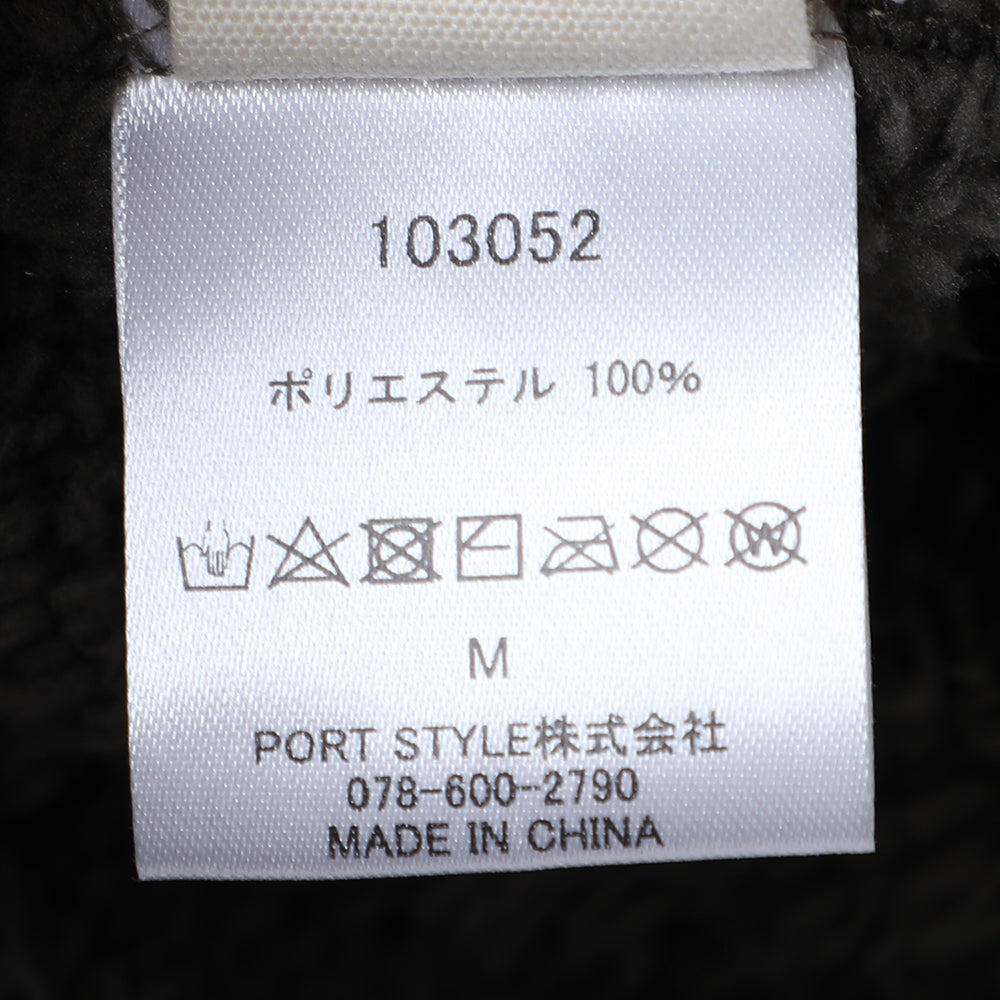 103052
ポリエステル 100%
W
M
PORT STYLE株式会社
078-600-2790
MADE IN CHINA